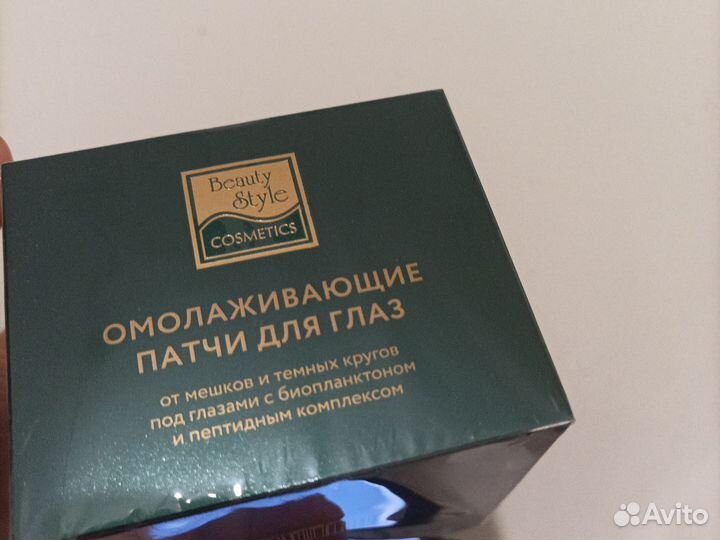 Beauty
Style
COSMETICS
ОМОЛАЖИВАЮЩИЕ
ПАТЧИ ДЛЯ ГЛАЗ
от мешков и темных кругов
под глазами с биопланктоном
и пептидным комплексом
Avito